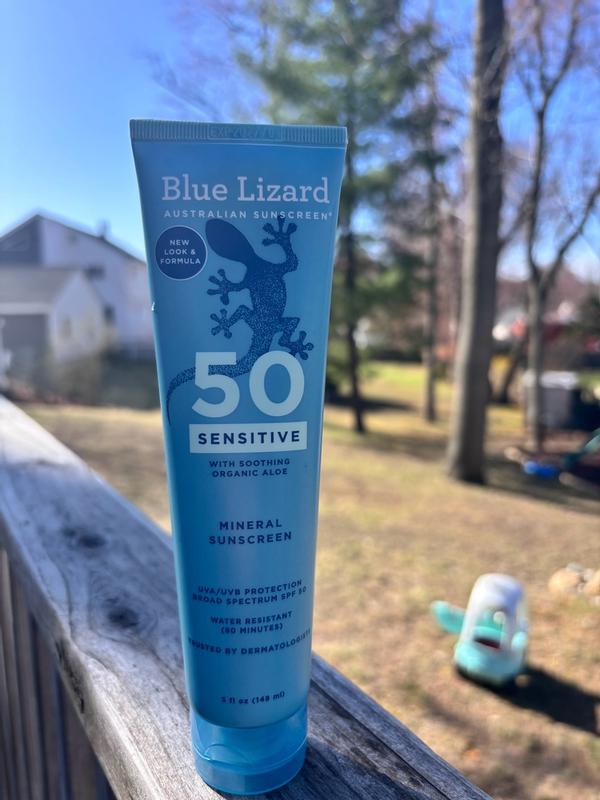 Blue Lizard
AUSTRALIAN SUNSCREEN®
NEW
LOOK &
FORMULA
50
SENSITIVE
WITH SOOTHING
ORGANIC ALOE
MINERAL
SUNSCREEN
UVA/UVB PROTECTION
BROAD SPECTRUM SPF 50
WATER RESISTANT
(80 MINUTES)
TRUSTED BY DERMATOLOGISTS
5 fl oz (148 ml)